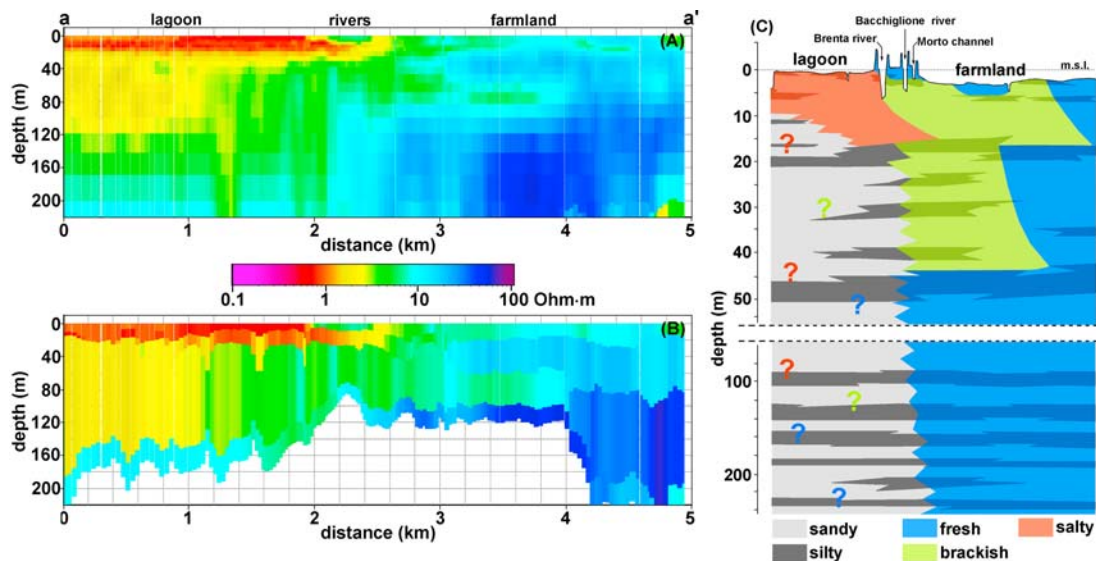 a lagoon rivers farmland a'
(A)
0
40
80
120
160
200
depth (m)
0 1 2 3 4 5
distance (km)
0.1 1 10 100 Ohm·m
(B)
0
40
80
120
160
200
depth (m)
0 1 2 3 4 5
distance (km)
(C)
Bacchiglione river
Brenta river Morto channel
lagoon farmland m.s.l.
0
10
?
20
30
?
40
?
50
?
depth (m)
?
100
?
?
200
?
sandy fresh salty
silty brackish